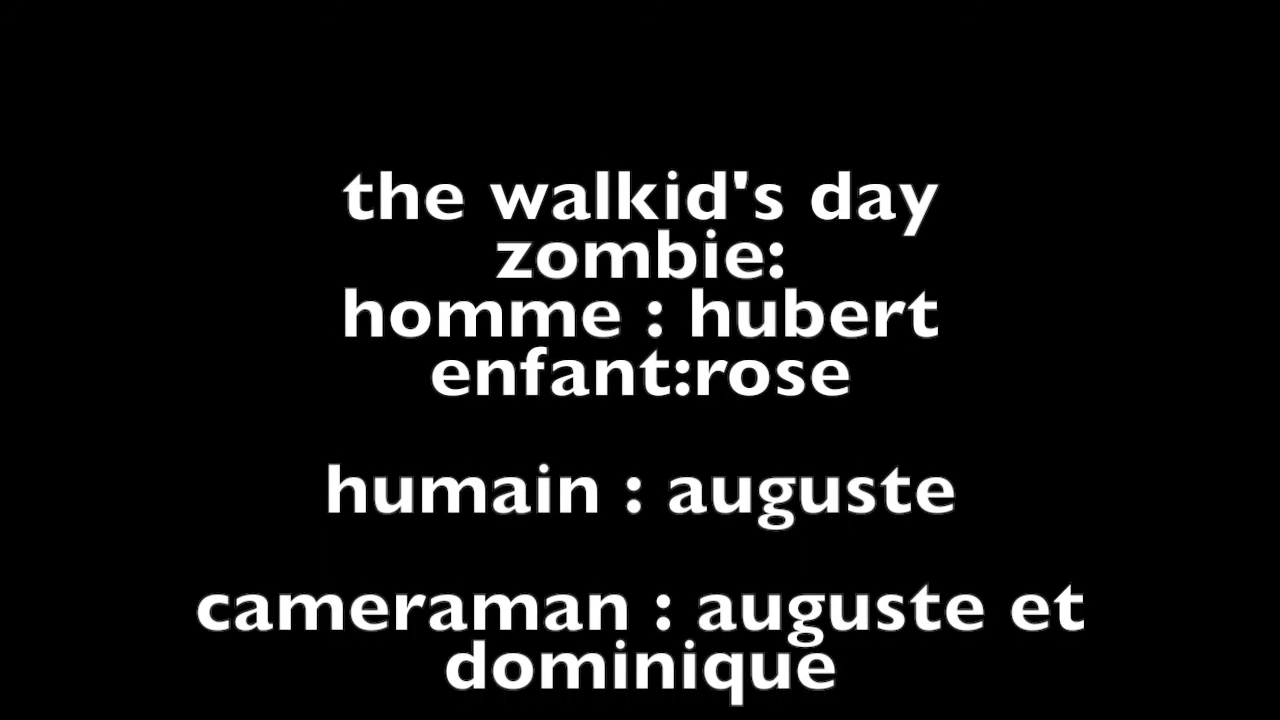 the walkid's day
zombie:
homme : hubert
enfant:rose
humain : auguste
cameraman : auguste et
dominique